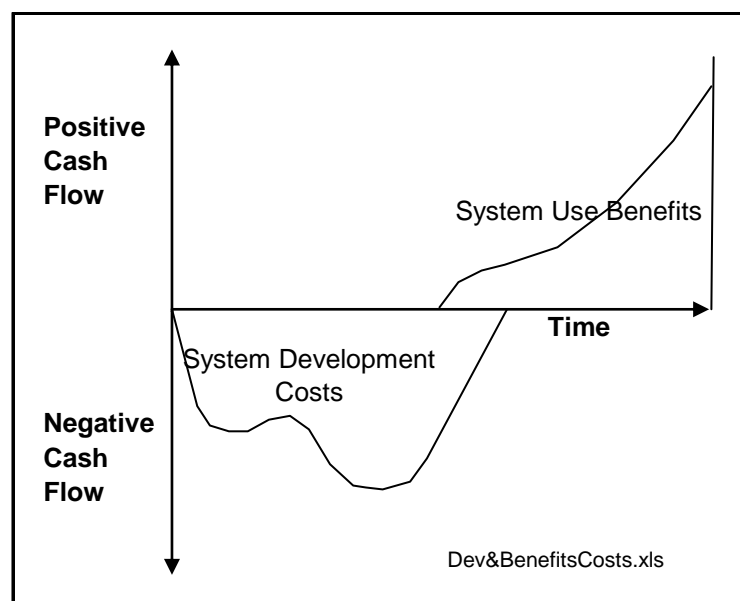 Positive
Cash
Flow
System Use Benefits
Time
System Development
Costs
Negative
Cash
Flow
Dev&BenefitsCosts.xls